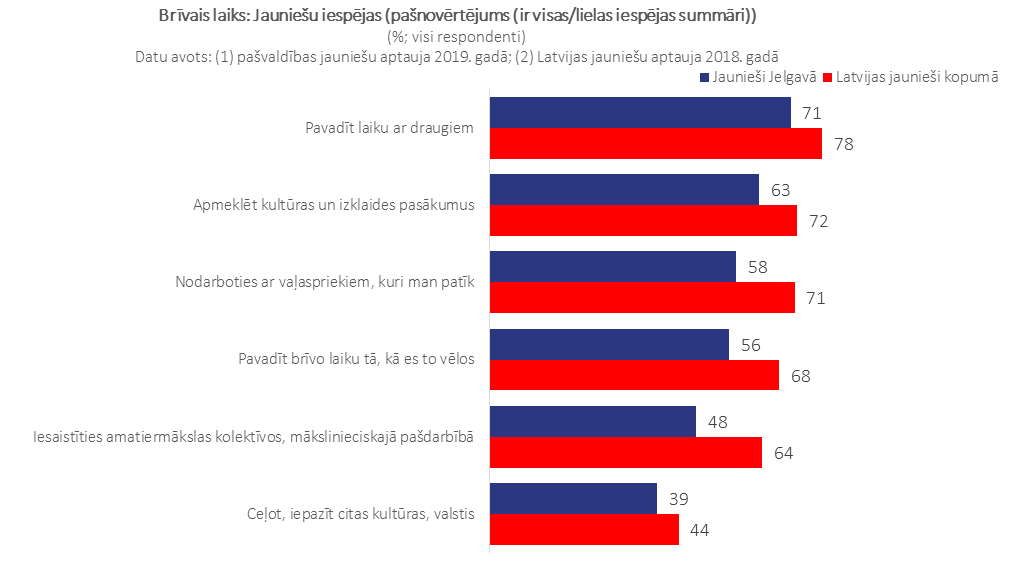 Brīvais laiks: Jauniešu iespējas (pašnovērtējums (ir visas/lielas iespējas summāri))
(%; visi respondenti)
Datu avots: (1) pašvaldības jauniešu aptauja 2019. gadā; (2) Latvijas jauniešu aptauja 2018. gadā
Jaunieši Jelgavā Latvijas jaunieši kopumā
Pavadīt laiku ar draugiem
71
78
Apmeklēt kultūras un izklaides pasākumus
63
72
Nodarboties ar vaļaspriekiem, kuri man patīk
58
71
Pavadīt brīvo laiku tā, kā es to vēlos
56
68
Iesaistīties amatiermākslas kolektīvos, mākslinieciskajā pašdarbībā
48
64
Ceļot, iepazīt citas kultūras, valstis
39
44